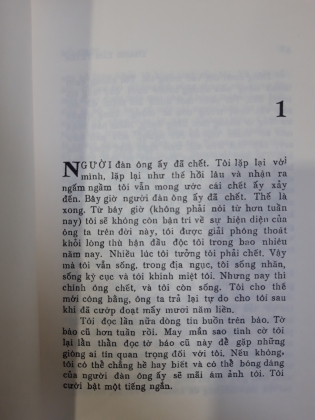 1
NGƯỜI đàn ông ấy đã chết. Tôi lặp lại với
mình, lặp lại như thế hồi lâu và nhận ra
ngấm ngầm tôi vẫn mong ước cái chết ấy xảy
đến. Bây giờ người đàn ông ấy đã chết. Thế là
xong. Từ bây giờ (không phải nói từ hơn tuần
nay) tôi sẽ không còn bận trí về sự hiện diện của
ông ta trên đời này, tôi được giải phóng thoát
khỏi lòng thù hận đầu độc tôi trong bao nhiêu
năm nay. Nhiều lúc tôi tưởng tôi phải chết. Vậy
mà tôi vẫn sống, trong địa ngục, tôi sống nhăn,
sống kỳ cục và tôi khinh miệt tôi. Nhưng nay thì
chính ông chết, và tôi còn sống. Tôi cho thế
mới công bằng, ông ta trả lại tự do cho tôi sau
khi đã cướp đoạt mấy mươi năm liền.
Tôi đọc lần nữa dòng tin buồn trên báo. Tờ
báo cũ hơn tuần rồi. May mắn sao tình cờ tôi
lại lần thần đọc tờ báo cũ này để gặp những
giòng ai tín quan trọng đối với tôi. Nếu không,
tôi có thể chẳng hề hay biết và có thể bóng dáng
của người đàn ông ấy sẽ mãi ám ảnh tôi. Tôi
cười bật một tiếng ngắn.